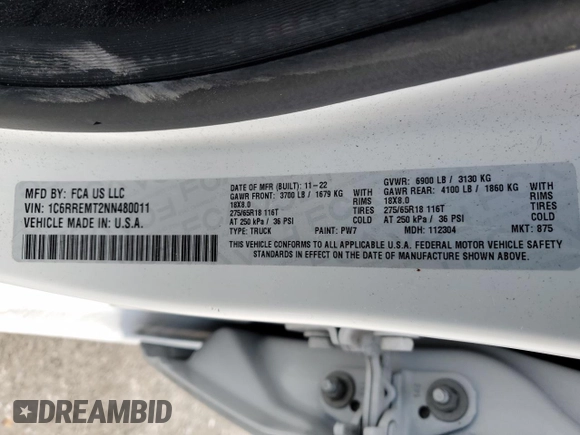 MFD BY: FCA US LLC
VIN: 1C6RREMT2NN480011
VEHICLE MADE IN: U.S.A.
DATE OF MFR (BUILT): 11-22
GAWR FRONT: 3700 LB / 1679 KG
WITH
18X8.0
RIMS
275/65R18 116T
TIRES
AT 250 kPa / 36 PSI
COLD
TYPE: TRUCK
PAINT: PW7
GVWR: 6900 LB / 3130 KG
GAWR REAR: 4100 LB / 1860 KG
WITH
18X8.0
RIMS
275/65R18 116T
TIRES
AT 250 kPa / 36 PSI
COLD
MDH: 112304
MKT: 875
THIS VEHICLE CONFORMS TO ALL APPLICABLE U.S.A. FEDERAL MOTOR VEHICLE SAFETY
STANDARDS IN EFFECT ON THE DATE OF MANUFACTURE SHOWN ABOVE.
DREAMBID